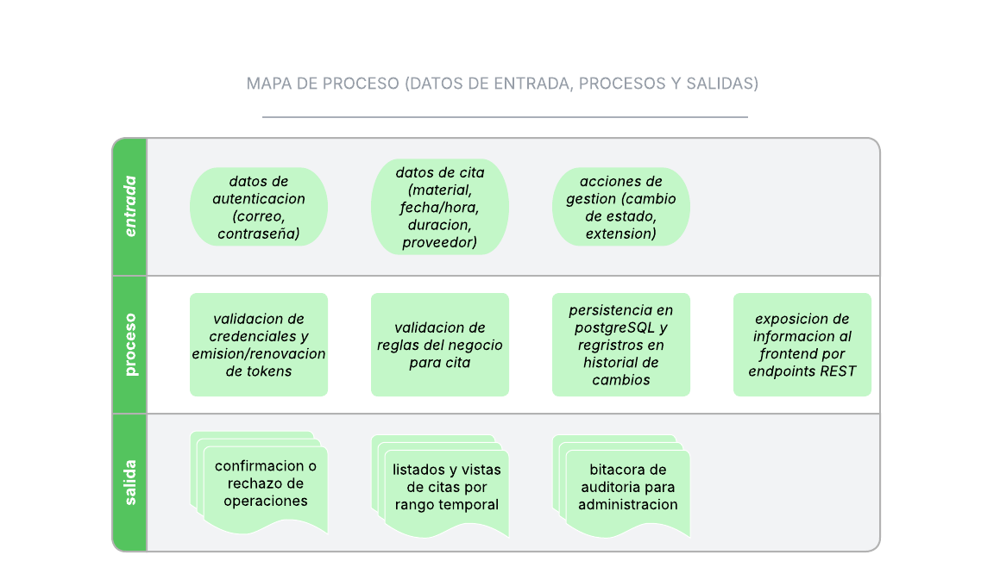 MAPA DE PROCESO (DATOS DE ENTRADA, PROCESOS Y SALIDAS)
entrada
datos de
autenticacion
(correo,
contraseña)
datos de cita
(material,
fecha/hora,
duracion,
proveedor)
acciones de
gestion (cambio
de estado,
extension)
proceso
validacion de
credenciales y
emision/renovacion
de tokens
validacion de
reglas del negocio
para cita
persistencia en
postgreSQL y
regristros en
historial de
cambios
exposicion de
informacion al
frontend por
endpoints REST
salida
confirmacion o
rechazo de
operaciones
listados y vistas
de citas por
rango temporal
bitacora de
auditoria para
administracion